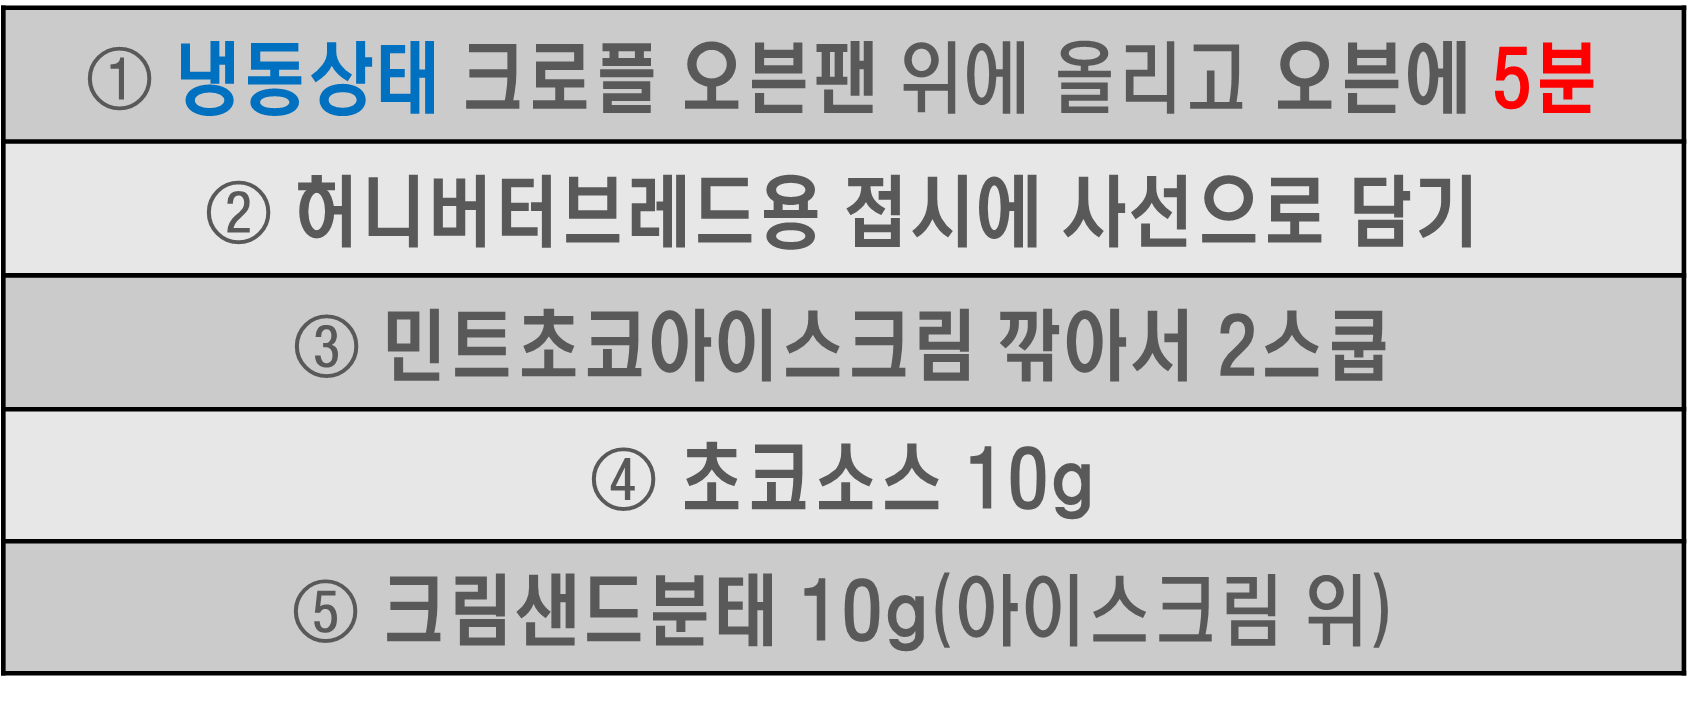 ① 냉동상태 크로플 오븐팬 위에 올리고 오븐에 5분
② 허니버터브레드용 접시에 사선으로 담기
③ 민트초코아이스크림 깎아서 2스쿱
④ 초코소스 10g
⑤ 크림샌드분태 10g(아이스크림 위)